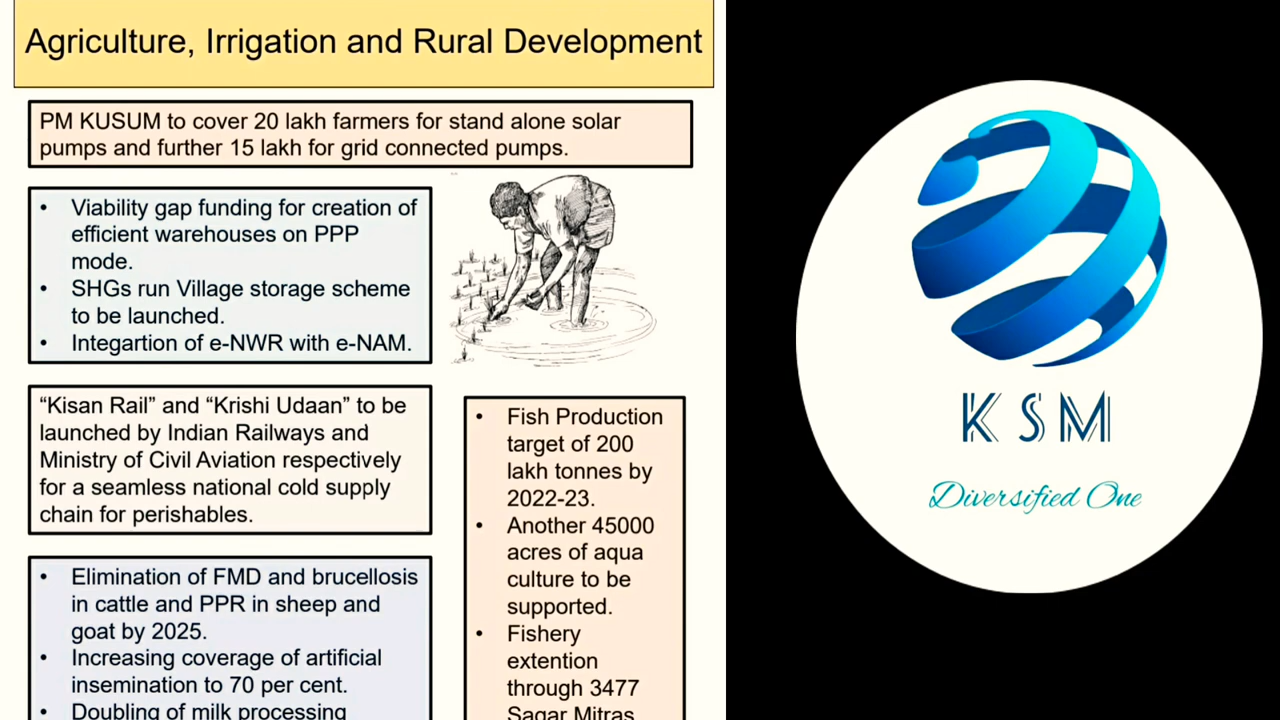 Agriculture, Irrigation and Rural Development
PM KUSUM to cover 20 lakh farmers for stand alone solar
pumps and further 15 lakh for grid connected pumps.
• Viability gap funding for creation of
efficient warehouses on PPP
mode.
• SHGs run Village storage scheme
to be launched.
• Integartion of e-NWR with e-NAM.
“Kisan Rail” and “Krishi Udaan” to be
launched by Indian Railways and
Ministry of Civil Aviation respectively
for a seamless national cold supply
chain for perishables.
• Elimination of FMD and brucellosis
in cattle and PPR in sheep and
goat by 2025.
• Increasing coverage of artificial
insemination to 70 per cent.
• Doubling of milk processing
• Fish Production
target of 200
lakh tonnes by
2022-23.
• Another 45000
acres of aqua
culture to be
supported.
• Fishery
extention
through 3477
Sagar Mitras
KSM
Diversified One